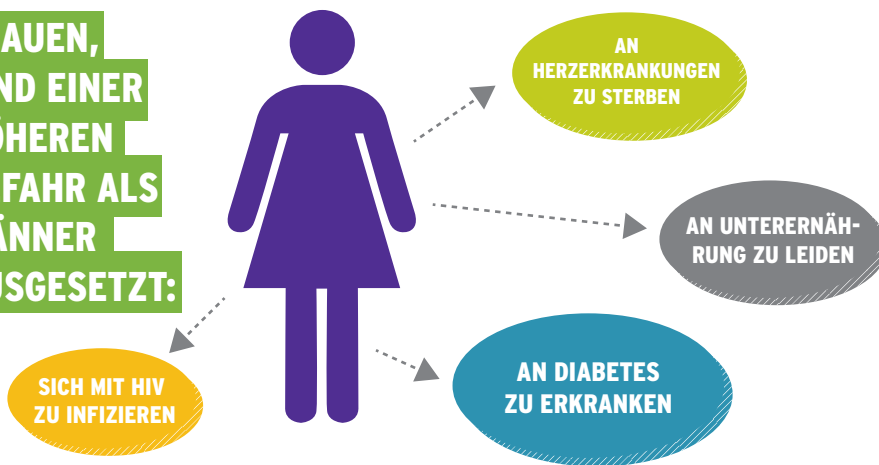 AUEN,
ND EINER
ÖHEREN
FAHR ALS
ÄNNER
USGESETZT:
AN
HERZERKRANKUNGEN
ZU STERBEN
AN UNTERERNÄH-
RUNG ZU LEIDEN
AN DIABETES
ZU ERKRANKEN
SICH MIT HIV
ZU INFIZIEREN